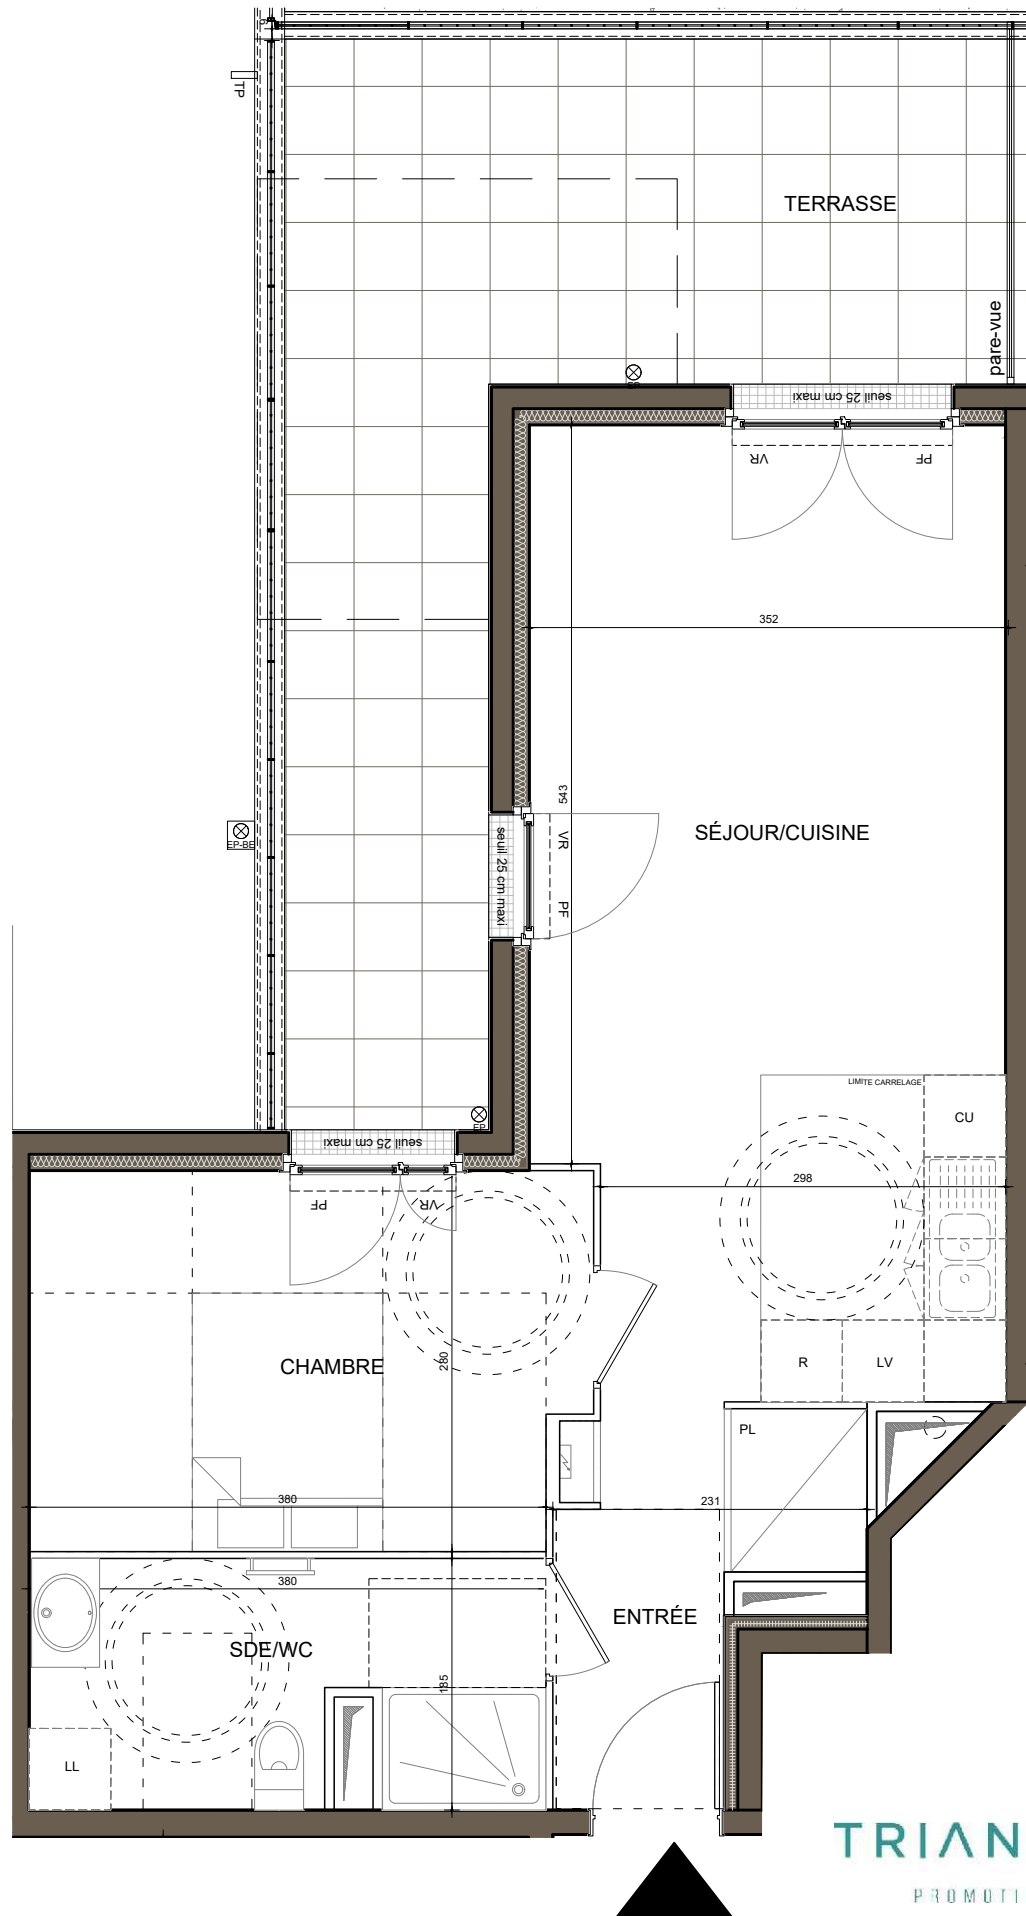 TP
TERRASSE
pare-vue
EP
seuil 25 cm maxi
VR
PF
352
543
SÉJOUR/CUISINE
VR
PF
seuil 25 cm maxi
EP-BE
LIMITE CARRELAGE
CU
EP
seuil 25 cm maxi
PF
VR
298
CHAMBRE
280
R
LV
PL
380
231
380
ENTRÉE
SDE/WC
185
LL
TRIAN
PROMOTI